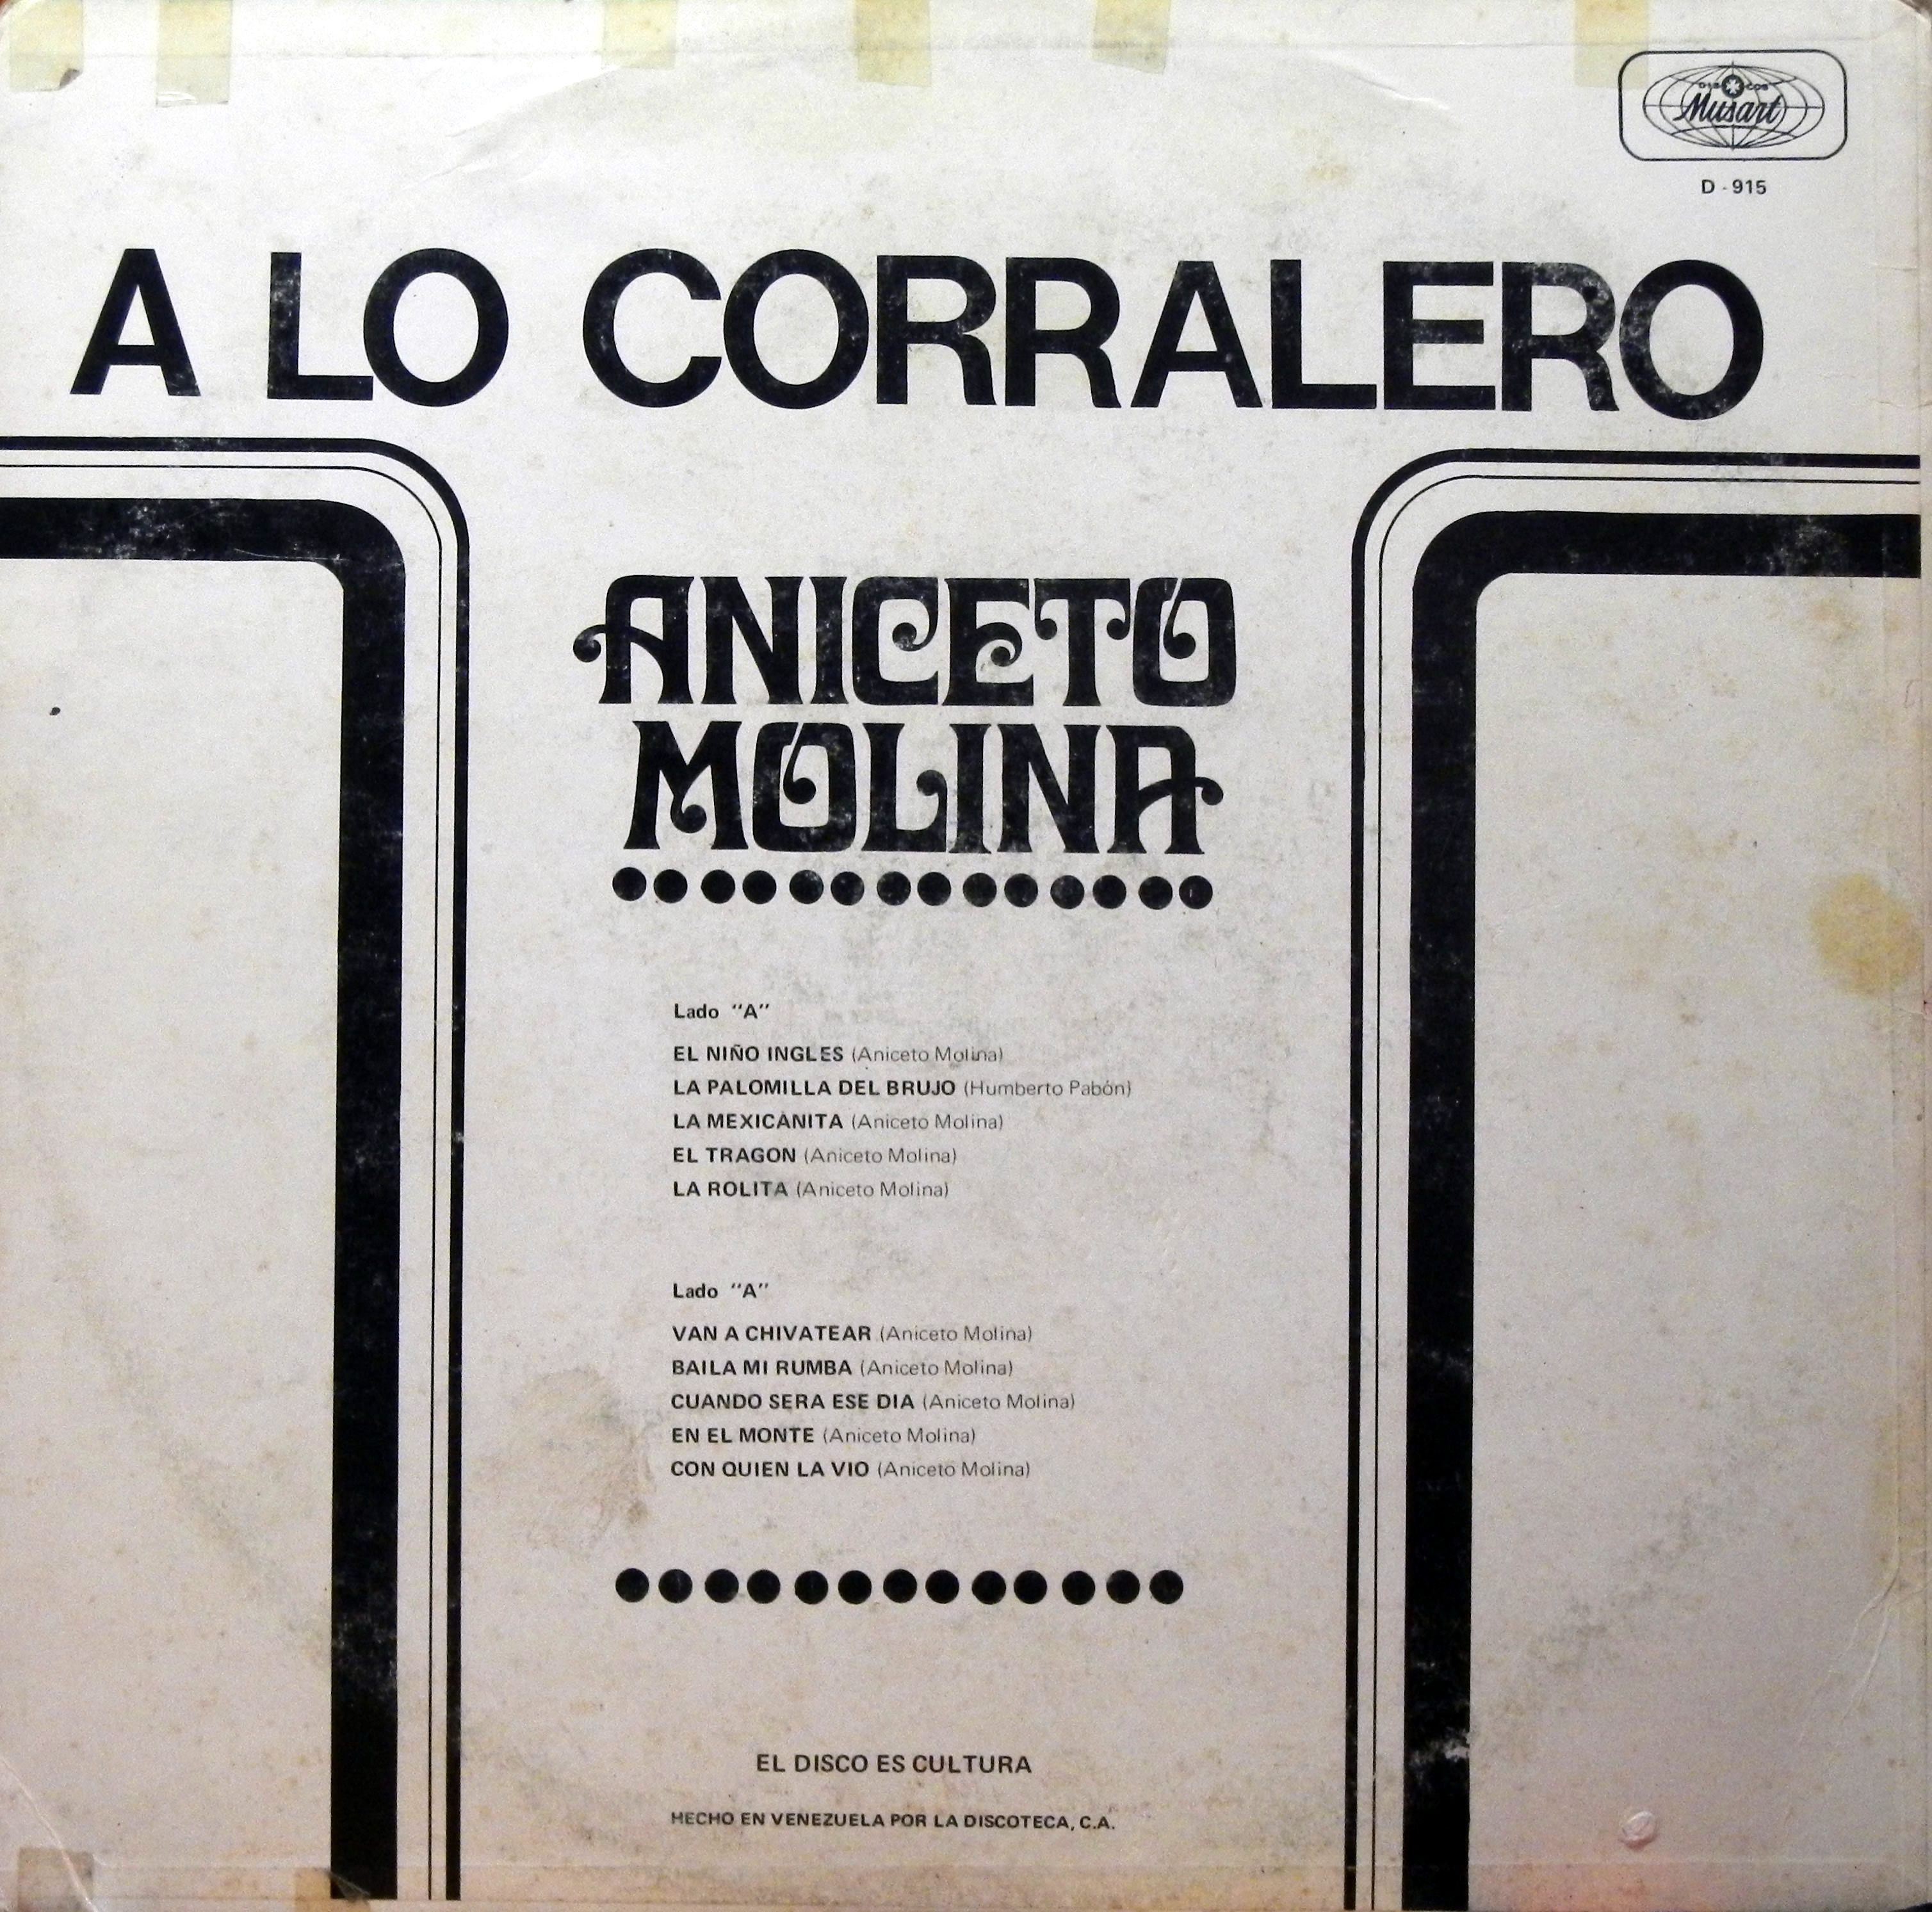 DISCOS
Musart
D-915
A LO CORRALERO
ANICETO
MOLINA
Lado "A"
EL NIÑO INGLES (Aniceto Molina)
LA PALOMILLA DEL BRUJO (Humberto Pabón)
LA MEXICANITA (Aniceto Molina)
EL TRAGON (Aniceto Molina)
LA ROLITA (Aniceto Molina)
Lado "A"
VAN A CHIVATEAR (Aniceto Molina)
BAILA MI RUMBA (Aniceto Molina)
CUANDO SERA ESE DIA (Aniceto Molina)
EN EL MONTE (Aniceto Molina)
CON QUIEN LA VIO (Aniceto Molina)
EL DISCO ES CULTURA
HECHO EN VENEZUELA POR LA DISCOTECA, C.A.